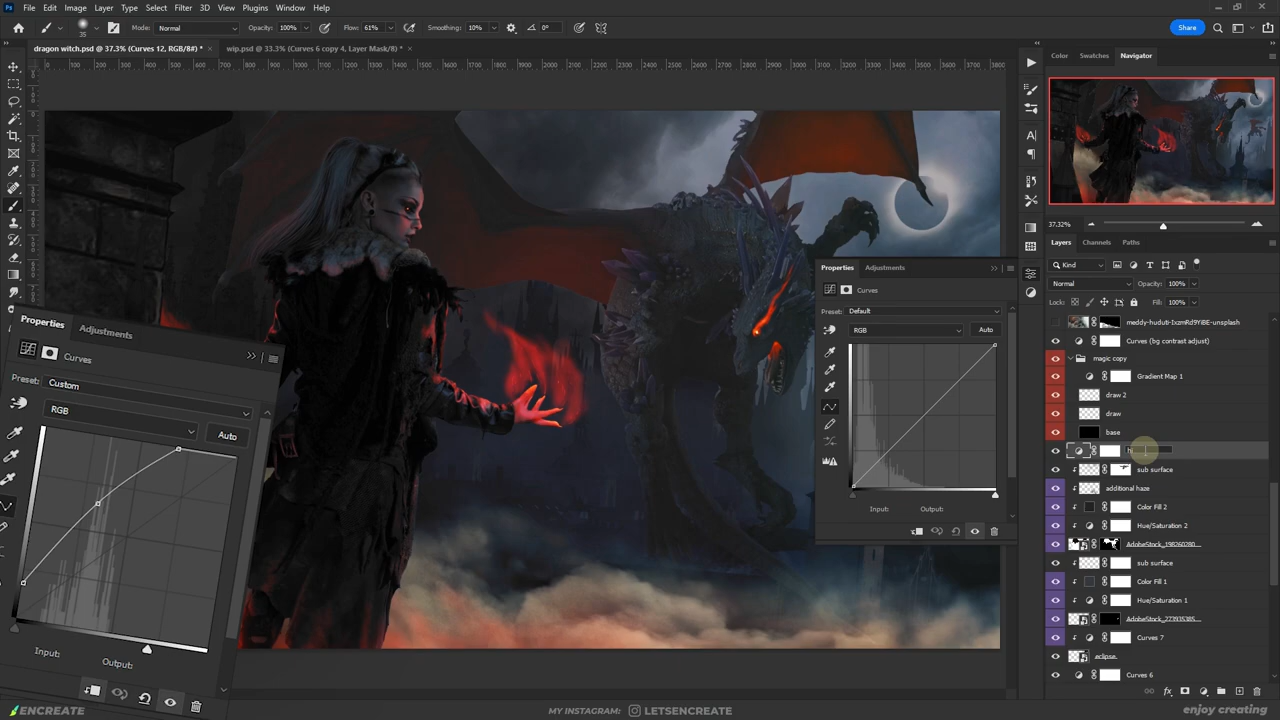 Ps File Edit Image Layer Type Select Filter 3D View Plugins Window Help
35 Mode: Normal Opacity: 100% Flow: 61% Smoothing: 10% 0° Share
dragon witch.psd @ 37.3% (Curves 12, RGB/8#) * × wip.psd @ 33.3% (Curves 6 copy 4, Layer Mask/8) * ×
Color Swatches Navigator
37.32%
Layers Channels Paths
Kind
Normal Opacity: 100%
Lock: Fill: 100%
meddy-huduti-1xzmRd9YiBE-unsplash
Curves (bg contrast adjust)
magic copy
Gradient Map 1
draw 2
draw
base
h
sub surface
additional haze
Color Fill 2
Hue/Saturation 2
AdobeStock_198260280...
sub surface
Color Fill 1
Hue/Saturation 1
AdobeStock_273935385...
Curves 7
eclipse
Curves 6
Properties Adjustments
Curves
Preset: Default
RGB Auto
Input: Output:
Properties Adjustments
Curves
Preset: Custom
RGB
Auto
Input: Output:
ENCREATE
MY INSTAGRAM: LETSENCREATE
enjoy creating